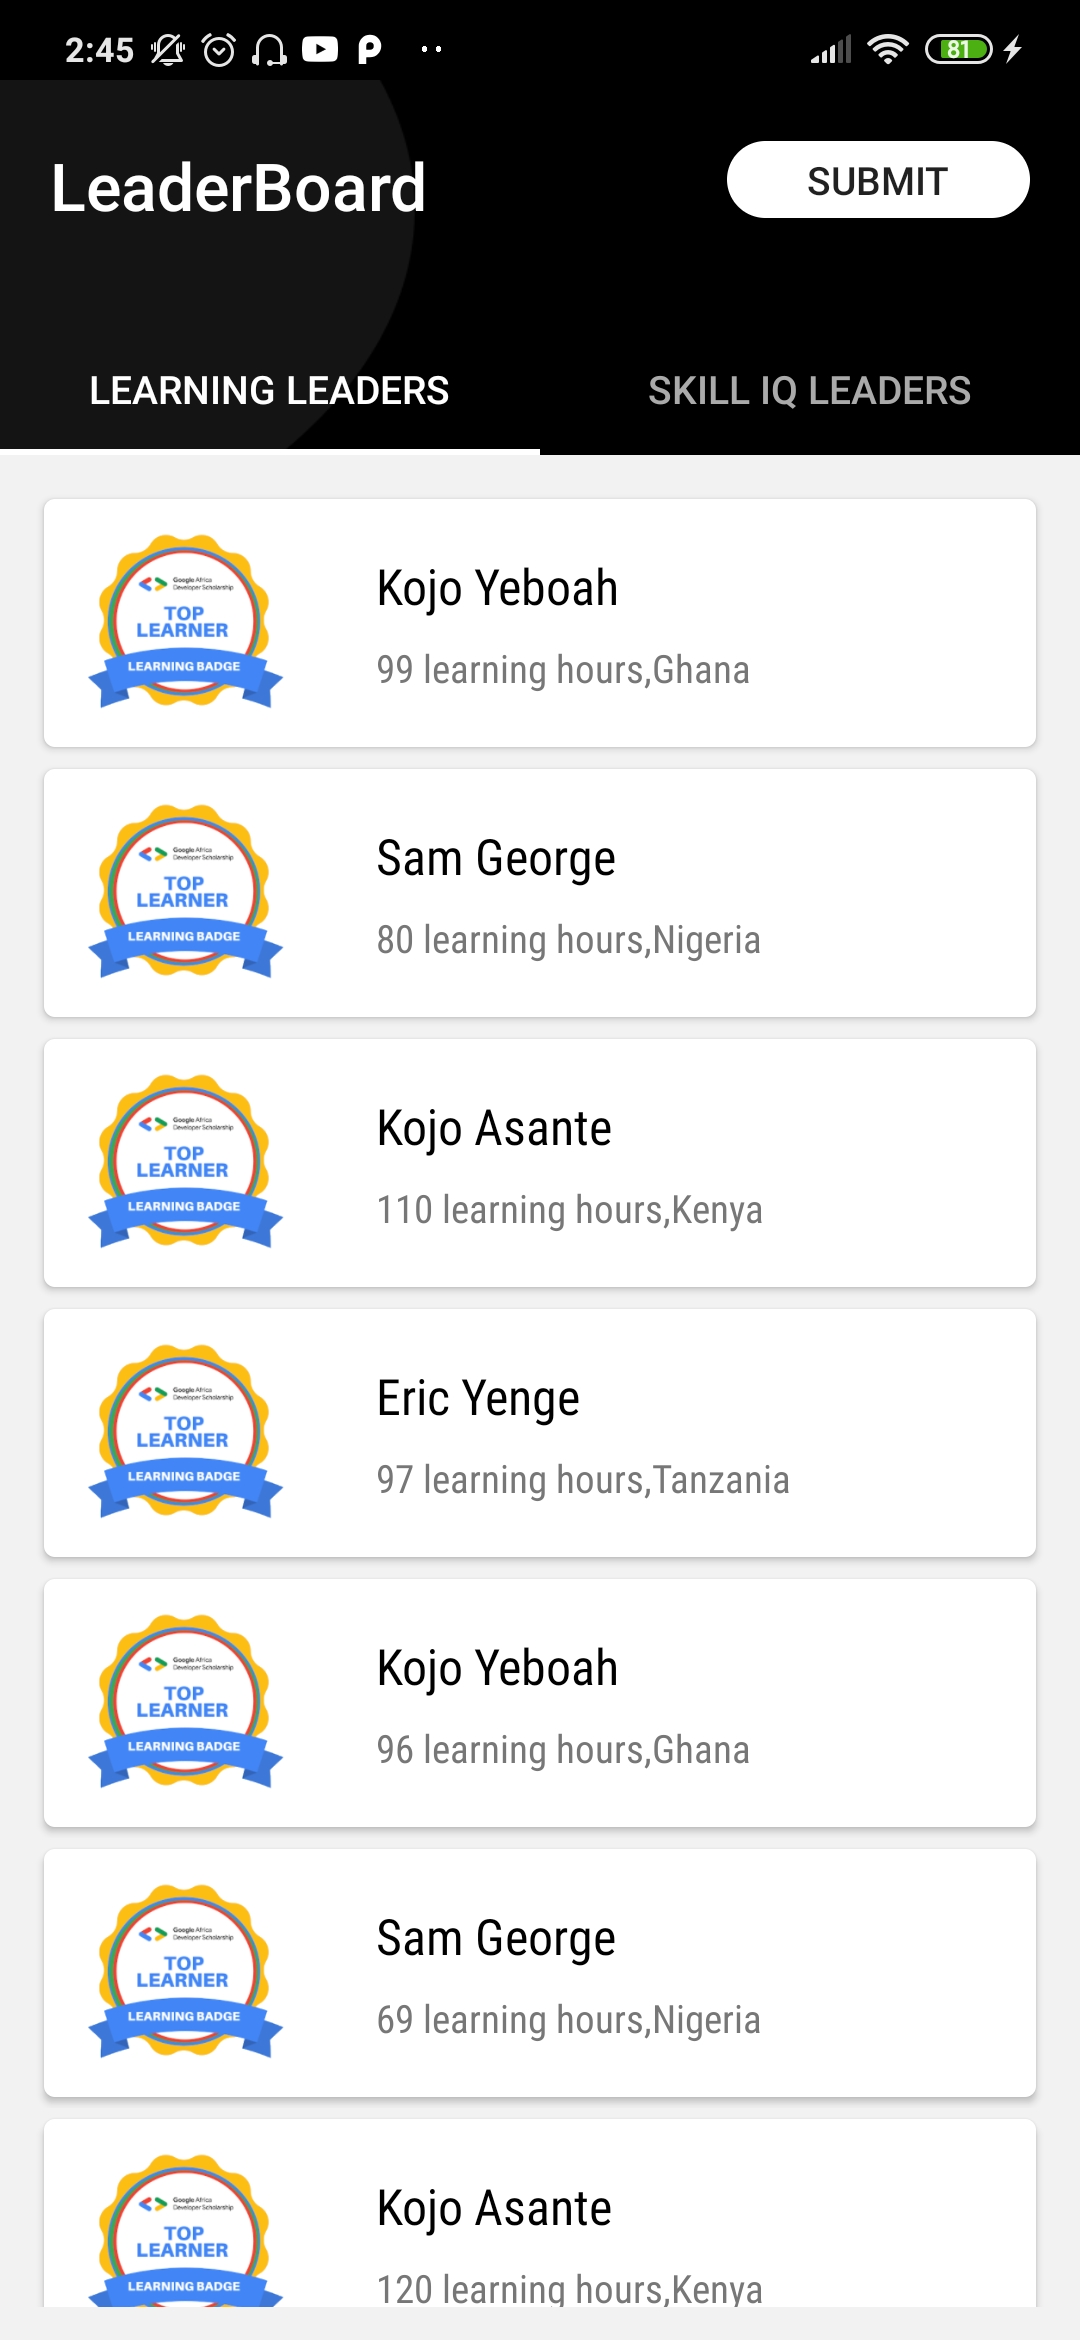 2:45
81
LeaderBoard
SUBMIT
LEARNING LEADERS
SKILL IQ LEADERS
Google Africa
Developer Scholarship
TOP
LEARNER
LEARNING BADGE
Kojo Yeboah
99 learning hours,Ghana
Google Africa
Developer Scholarship
TOP
LEARNER
LEARNING BADGE
Sam George
80 learning hours,Nigeria
Google Africa
Developer Scholarship
TOP
LEARNER
LEARNING BADGE
Kojo Asante
110 learning hours,Kenya
Google Africa
Developer Scholarship
TOP
LEARNER
LEARNING BADGE
Eric Yenge
97 learning hours,Tanzania
Google Africa
Developer Scholarship
TOP
LEARNER
LEARNING BADGE
Kojo Yeboah
96 learning hours,Ghana
Google Africa
Developer Scholarship
TOP
LEARNER
LEARNING BADGE
Sam George
69 learning hours,Nigeria
Google Africa
Developer Scholarship
TOP
LEARNER
LEARNING BADGE
Kojo Asante
120 learning hours,Kenya